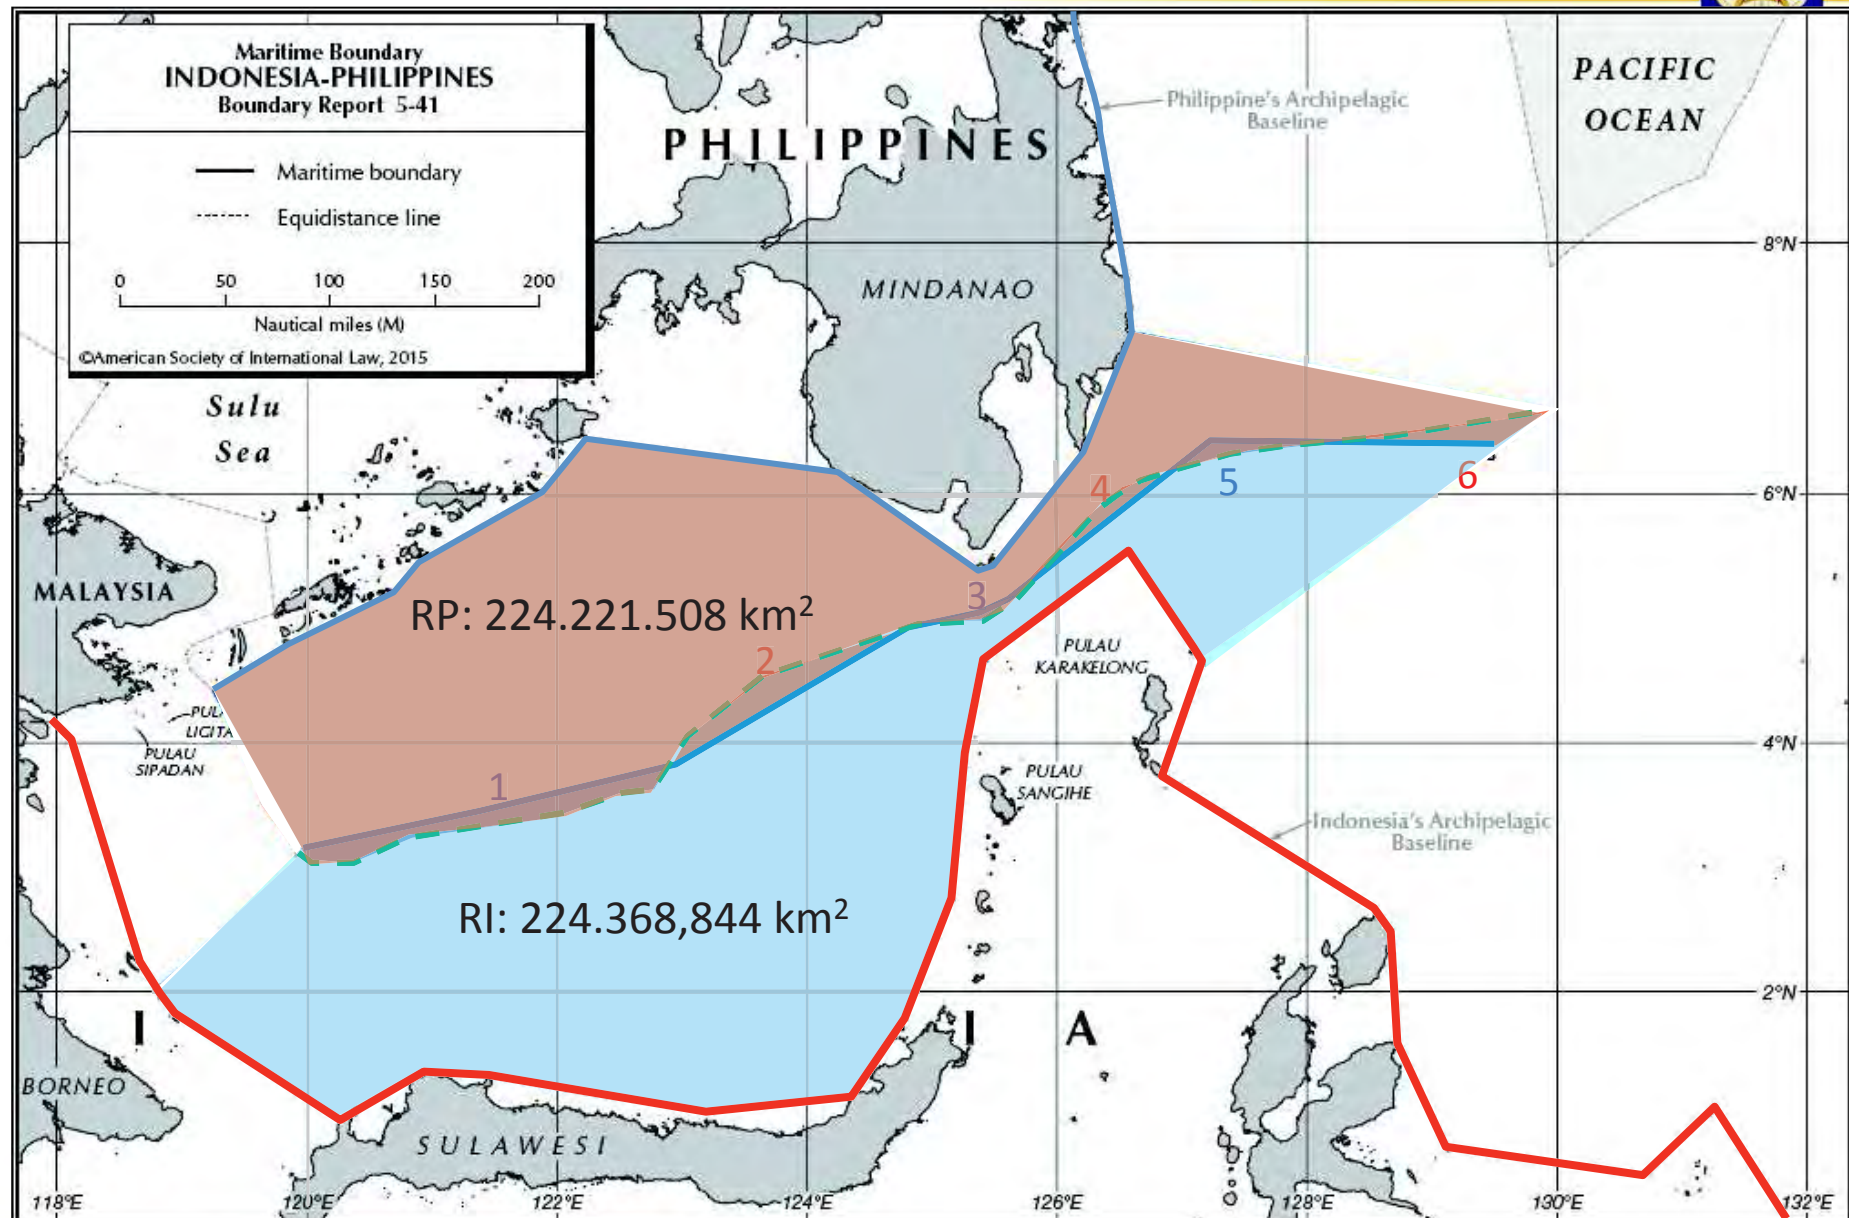 Maritime Boundary
INDONESIA-PHILIPPINES
Boundary Report 5-41
Maritime boundary
Equidistance line
0 50 100 150 200
Nautical miles (M)
©American Society of International Law, 2015
PACIFIC
OCEAN
Philippine's Archipelagic
Baseline
PHILIPPINES
8°N
MINDANAO
Sulu
Sea
4
5
6
6°N
MALAYSIA
3
RP: 224.221.508 km²
2
PULAU
KARAKELONG
PULA
LIGITA
PULAU
SIPADAN
4°N
1
PULAU
SANGIHE
Indonesia's Archipelagic
Baseline
RI: 224.368,844 km²
2°N
I I A
BORNEO
SULAWESI
118°E 120°E 122°E 124°E 126°E 128°E 130°E 132°E